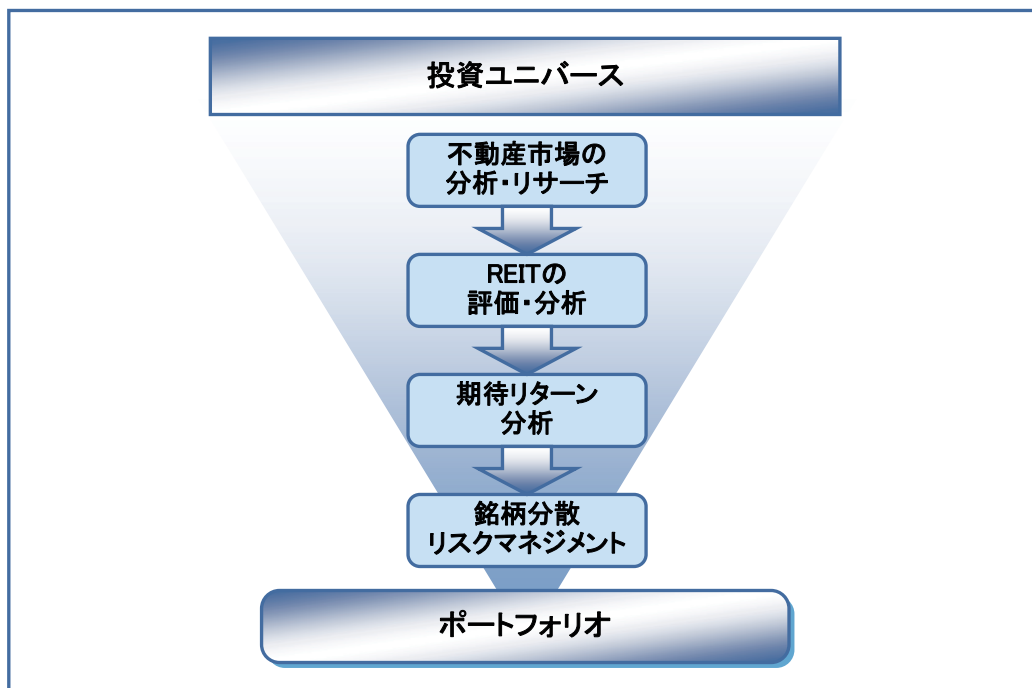 投資ユニバース
不動産市場の
分析・リサーチ
REITの
評価・分析
期待リターン
分析
銘柄分散
リスクマネジメント
ポートフォリオ